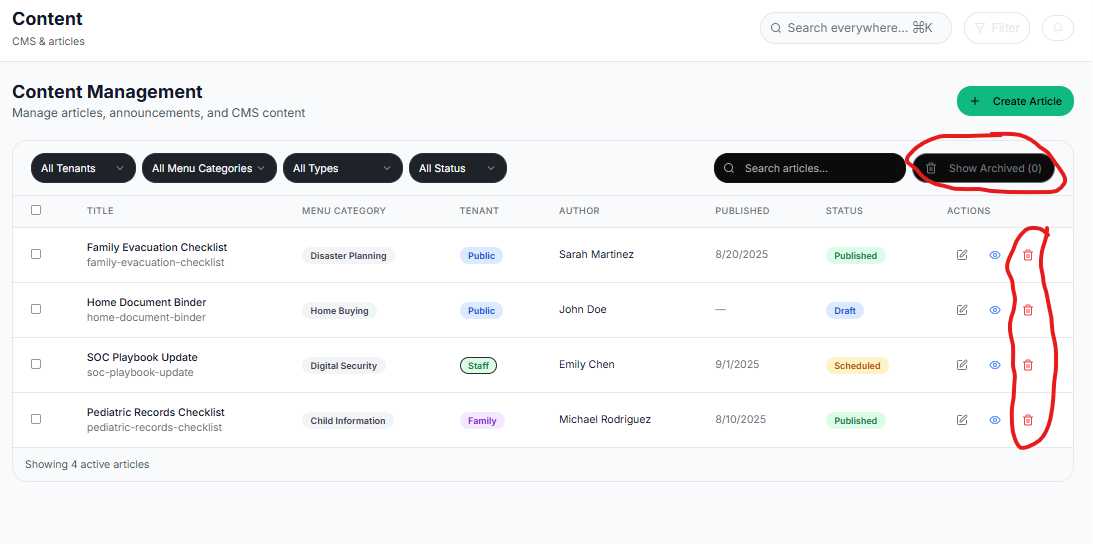 Content
CMS & articles
Search everywhere... ⌘K
Filter
Content Management
Manage articles, announcements, and CMS content
+ Create Article
All Tenants
All Menu Categories
All Types
All Status
Search articles...
Show Archived (0)
TITLE MENU CATEGORY TENANT AUTHOR PUBLISHED STATUS ACTIONS
Family Evacuation Checklist
family-evacuation-checklist
Disaster Planning
Public
Sarah Martinez
8/20/2025
Published
Home Document Binder
home-document-binder
Home Buying
Public
John Doe
—
Draft
SOC Playbook Update
soc-playbook-update
Digital Security
Staff
Emily Chen
9/1/2025
Scheduled
Pediatric Records Checklist
pediatric-records-checklist
Child Information
Family
Michael Rodriguez
8/10/2025
Published
Showing 4 active articles